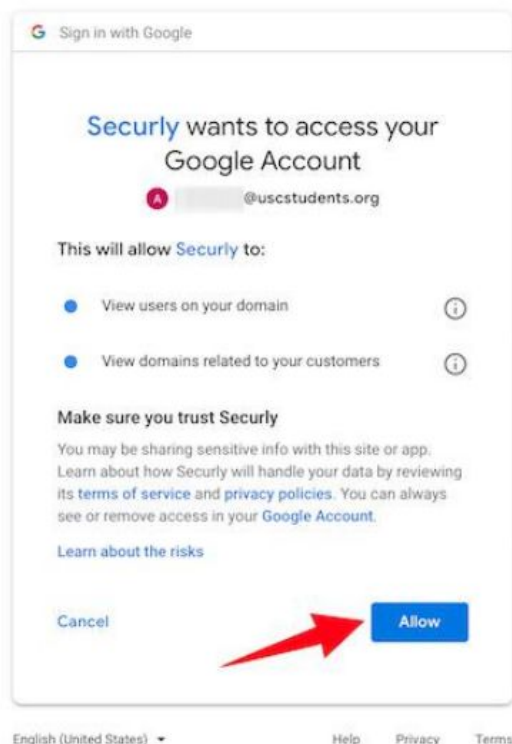 Sign in with Google
Securly wants to access your
Google Account
A @uscstudents.org
This will allow Securly to:
View users on your domain
View domains related to your customers
Make sure you trust Securly
You may be sharing sensitive info with this site or app.
Learn about how Securly will handle your data by reviewing
its terms of service and privacy policies. You can always
see or remove access in your Google Account.
Learn about the risks
Cancel Allow
English (United States) Help Privacy Terms